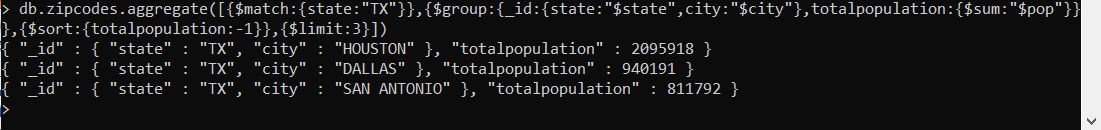 > db.zipcodes.aggregate([{$match:{state:"TX"}},{$group:{_id:{state:"$state",city:"$city"},totalpopulation:{$sum:"$pop"}}
},{$sort:{totalpopulation:-1}},{$limit:3}])
{ "_id" : { "state" : "TX", "city" : "HOUSTON" }, "totalpopulation" : 2095918 }
{ "_id" : { "state" : "TX", "city" : "DALLAS" }, "totalpopulation" : 940191 }
{ "_id" : { "state" : "TX", "city" : "SAN ANTONIO" }, "totalpopulation" : 811792 }
>